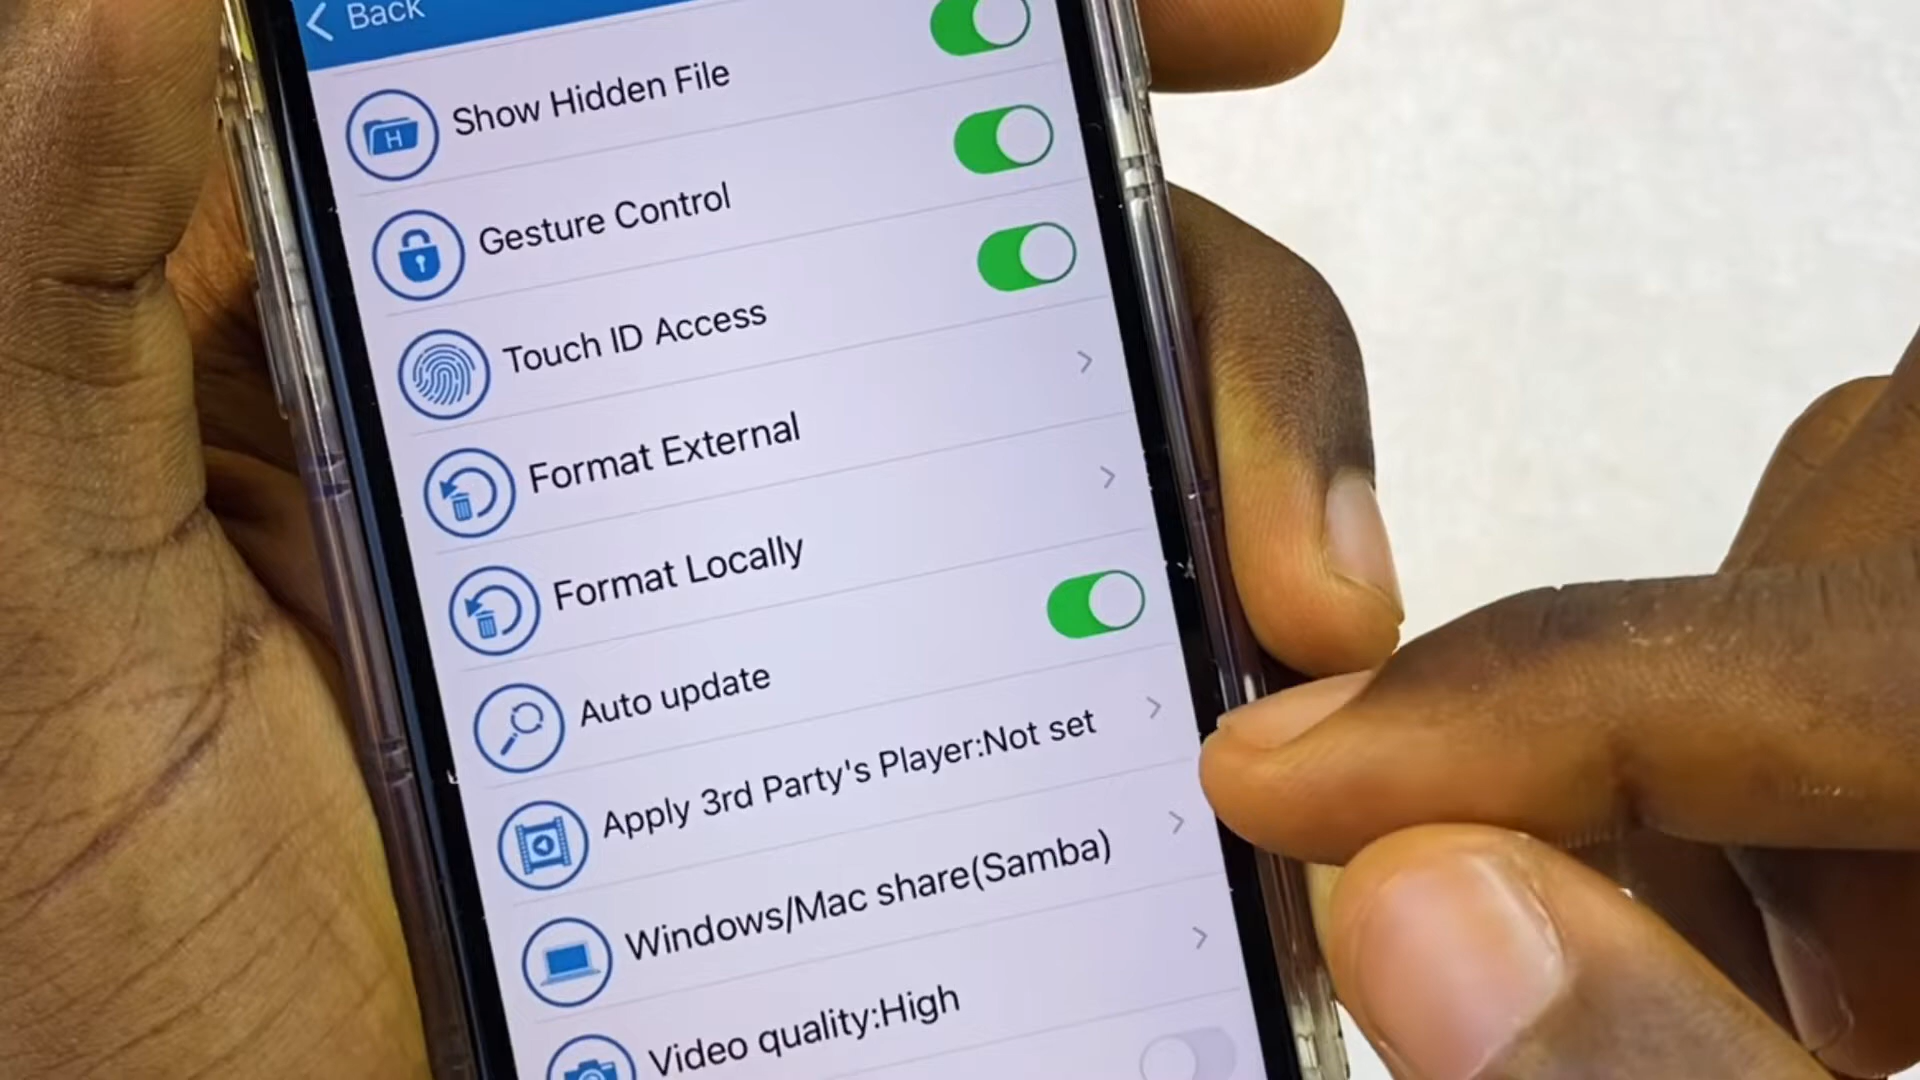 Back
Show Hidden File
H
Gesture Control
Touch ID Access
Format External
Format Locally
Auto update
Apply 3rd Party's Player:Not set
Windows/Mac share(Samba)
Video quality:High